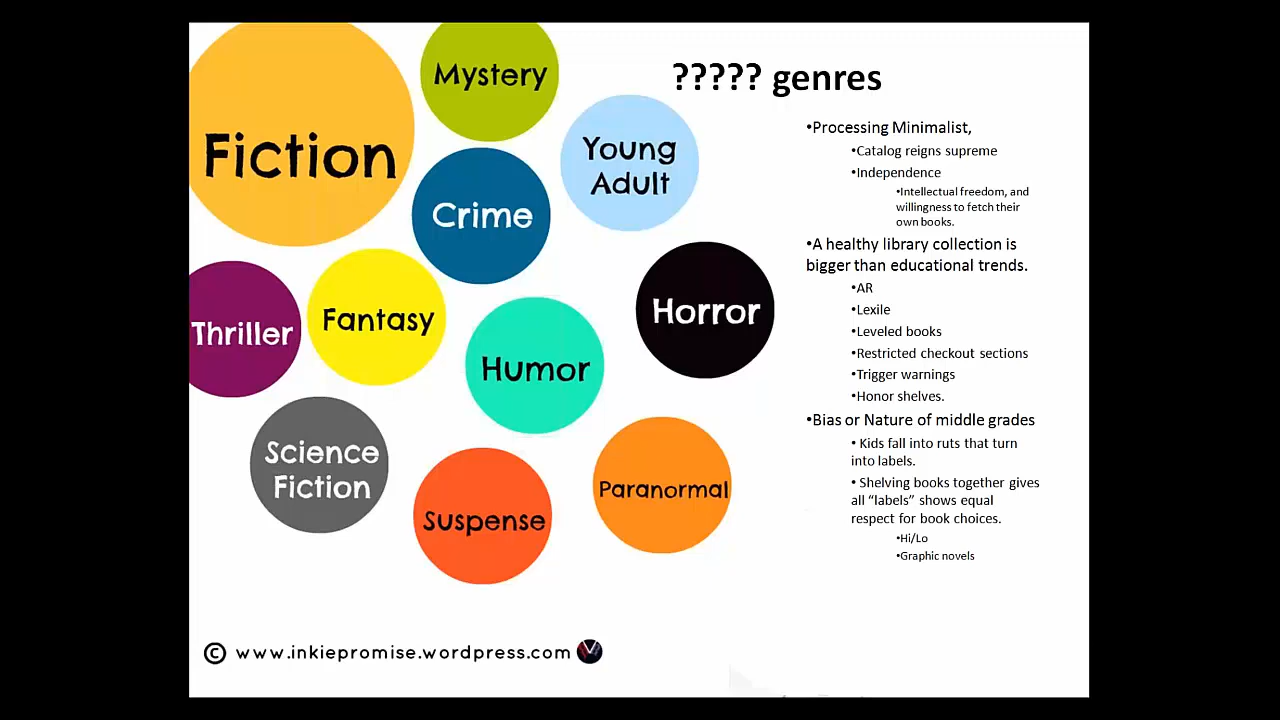 ????? genres
Fiction
Mystery
Young
Adult
Crime
Thriller
Fantasy
Humor
Horror
Science
Fiction
Suspense
Paranormal
•Processing Minimalist,
•Catalog reigns supreme
•Independence
•Intellectual freedom, and
willingness to fetch their
own books.
•A healthy library collection is
bigger than educational trends.
•AR
•Lexile
•Leveled books
•Restricted checkout sections
•Trigger warnings
•Honor shelves.
•Bias or Nature of middle grades
• Kids fall into ruts that turn
into labels.
• Shelving books together gives
all “labels” shows equal
respect for book choices.
•Hi/Lo
•Graphic novels
© www.inkiepromise.wordpress.com